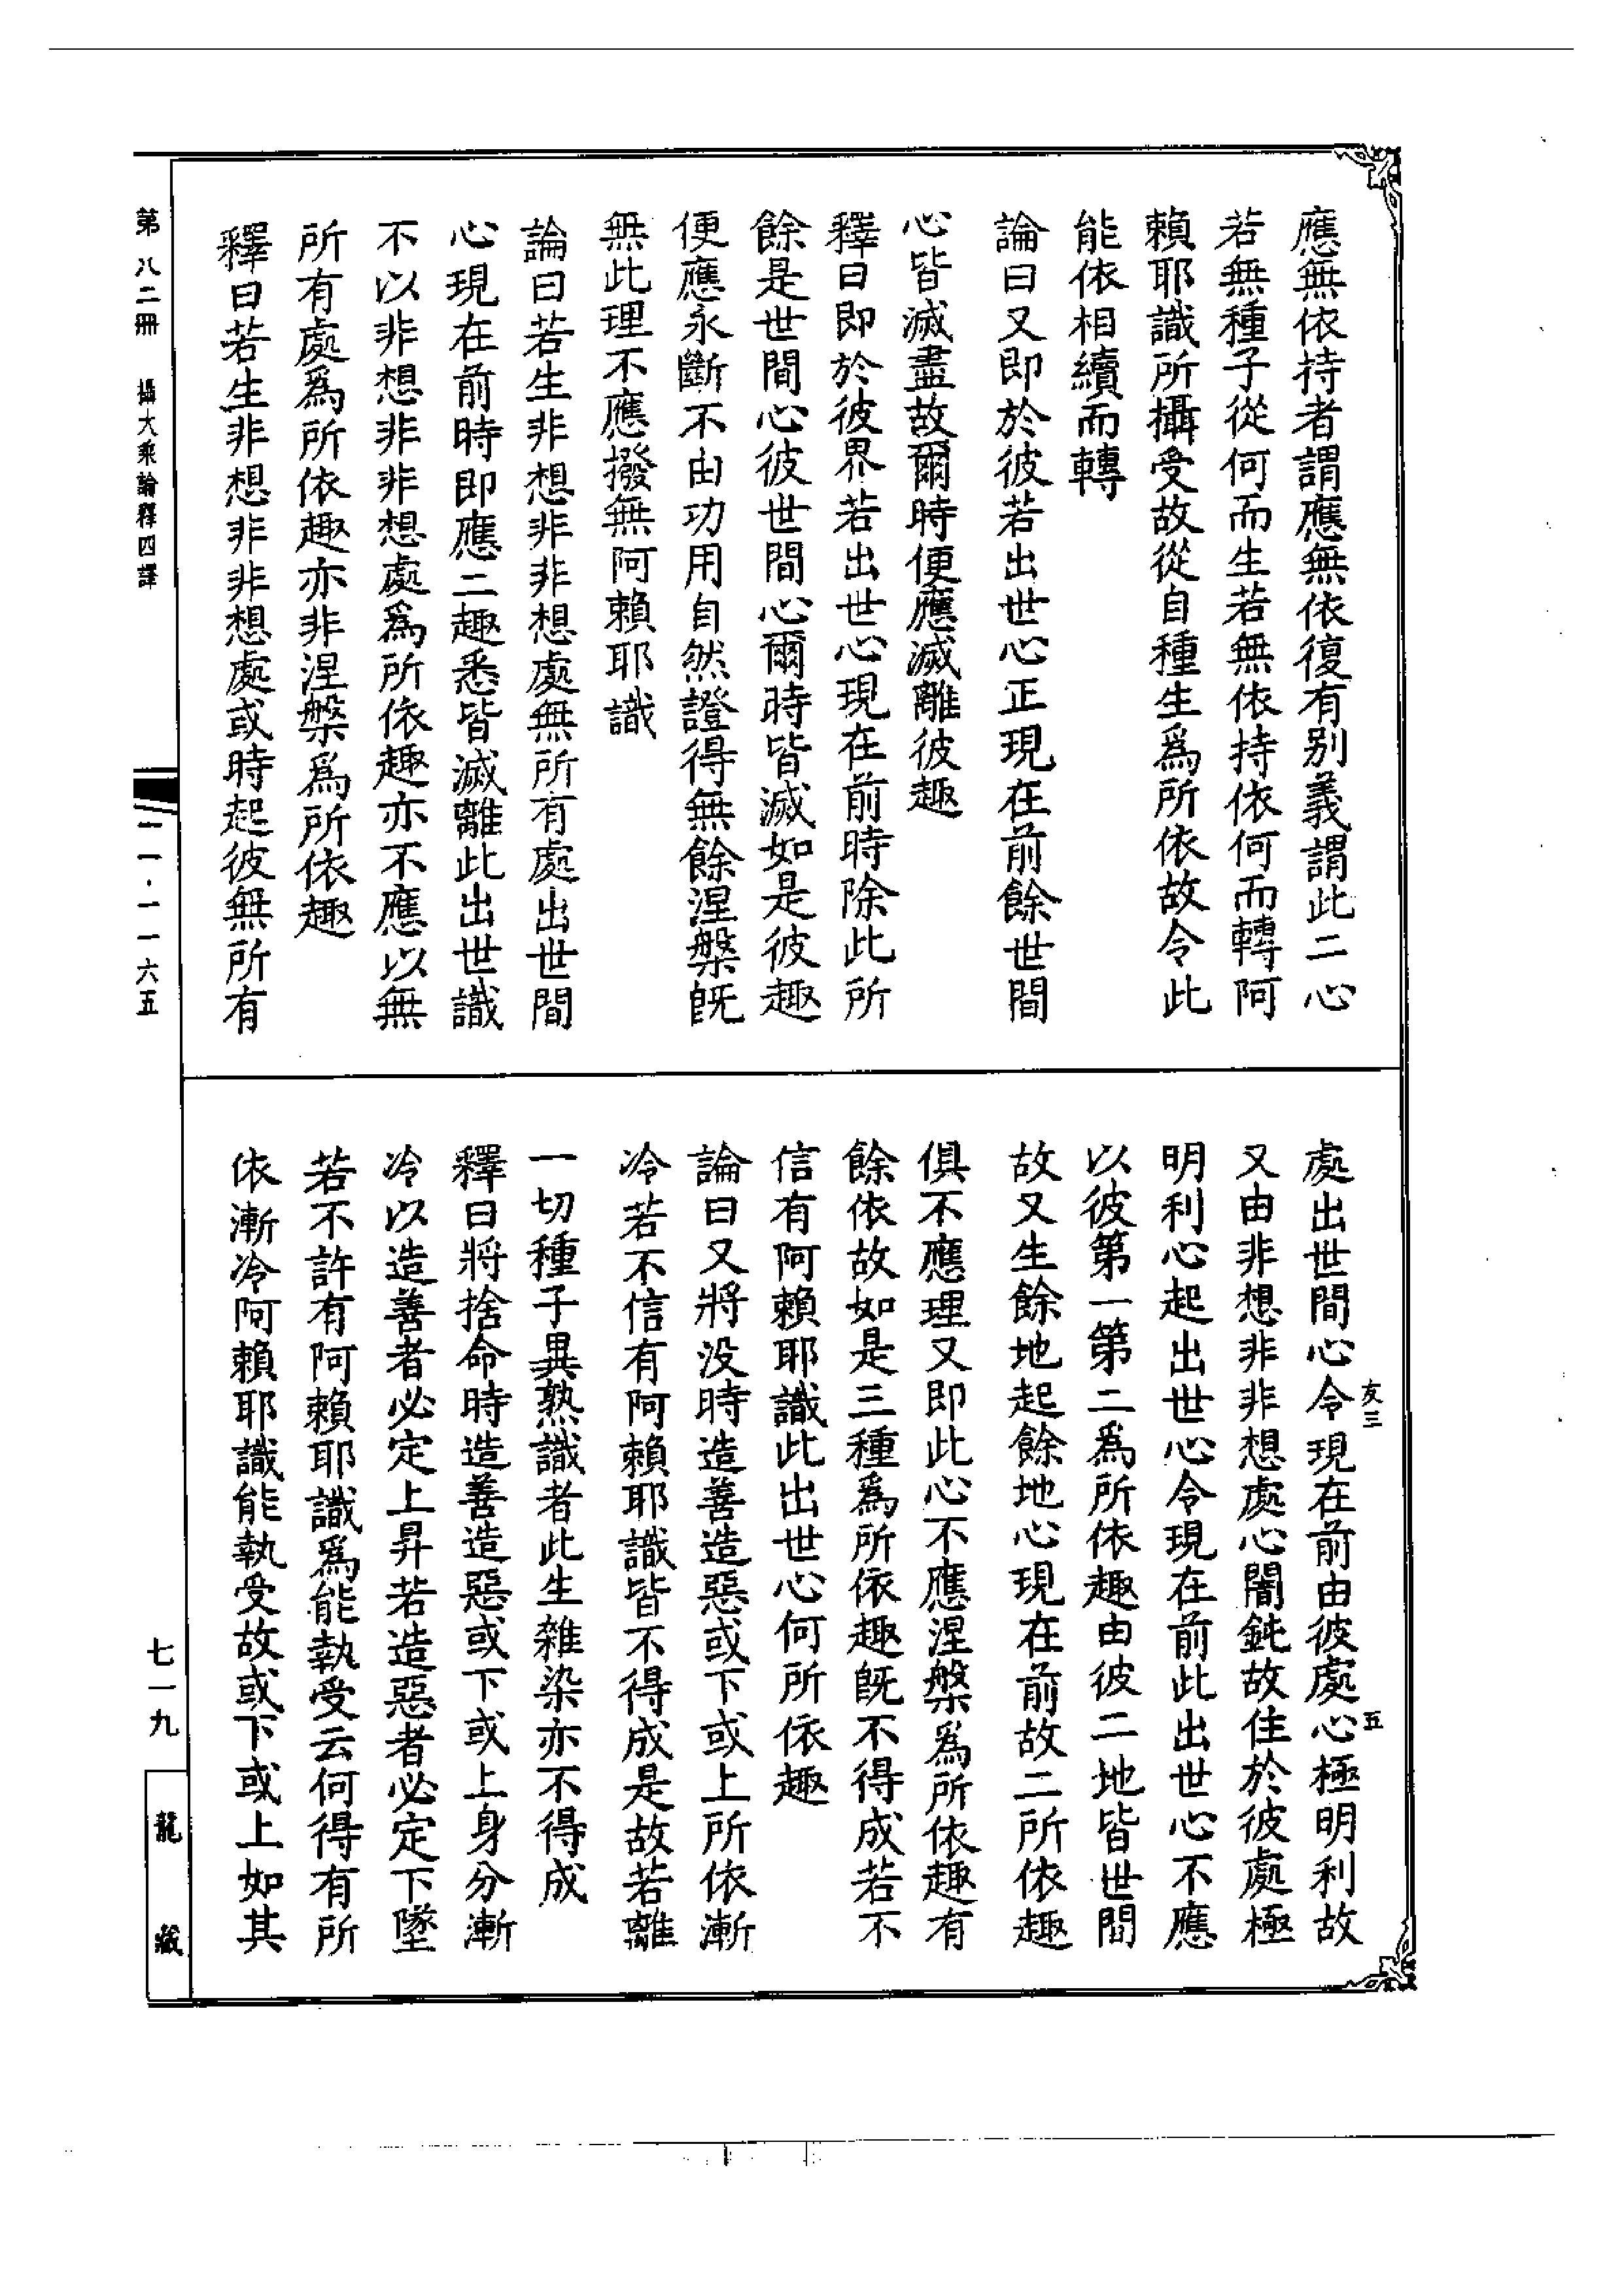 應無依持者謂應無依復有别義謂此二心
若無種子從何而生若無依持依何而轉阿
賴耶識所攝受故從自種生爲所依故令此
能依相續而轉
論曰又即於彼若出世心正現在前餘世間
心皆滅盡故爾時便應滅離彼趣
釋曰即於彼界若出世心現在前時除此所
餘是世間心彼世間心爾時皆滅如是彼趣
便應永斷不由功用自然證得無餘涅槃旣
無此理不應撥無阿賴耶識
論曰若生非想非非想處無所有處出世間
心現在前時即應二趣悉皆滅離此出世識
不以非想非非想處爲所依趣亦不應以無
所有處爲所依趣亦非涅槃爲所依趣
釋曰若生非想非非想處或時起彼無所有
處出世間心令現在前由彼處心極明利故
又由非想非非想處心闇鈍故住於彼處極
明利心起出世心令現在前此出世心不應
以彼第一第二爲所依趣由彼二地皆世間
故又生餘地起餘地心現在前故二所依趣
俱不應理又即此心不應涅槃爲所依趣有
餘依故如是三種爲所依趣旣不得成若不
信有阿賴耶識此出世心何所依趣
論曰又將没時造善造惡或下或上所依漸
冷若不信有阿賴耶識皆不得成是故若離
一切種子異熟識者此生雜染亦不得成
釋曰將捨命時造善造惡或下或上身分漸
冷以造善者必定上昇若造惡者必定下墜
若不許有阿賴耶識爲能執受云何得有所
依漸冷阿賴耶識能執受故或下或上如其
友三
五
第八二冊 攝大乘論釋四譯
一一·一一六五
七一九
龍藏